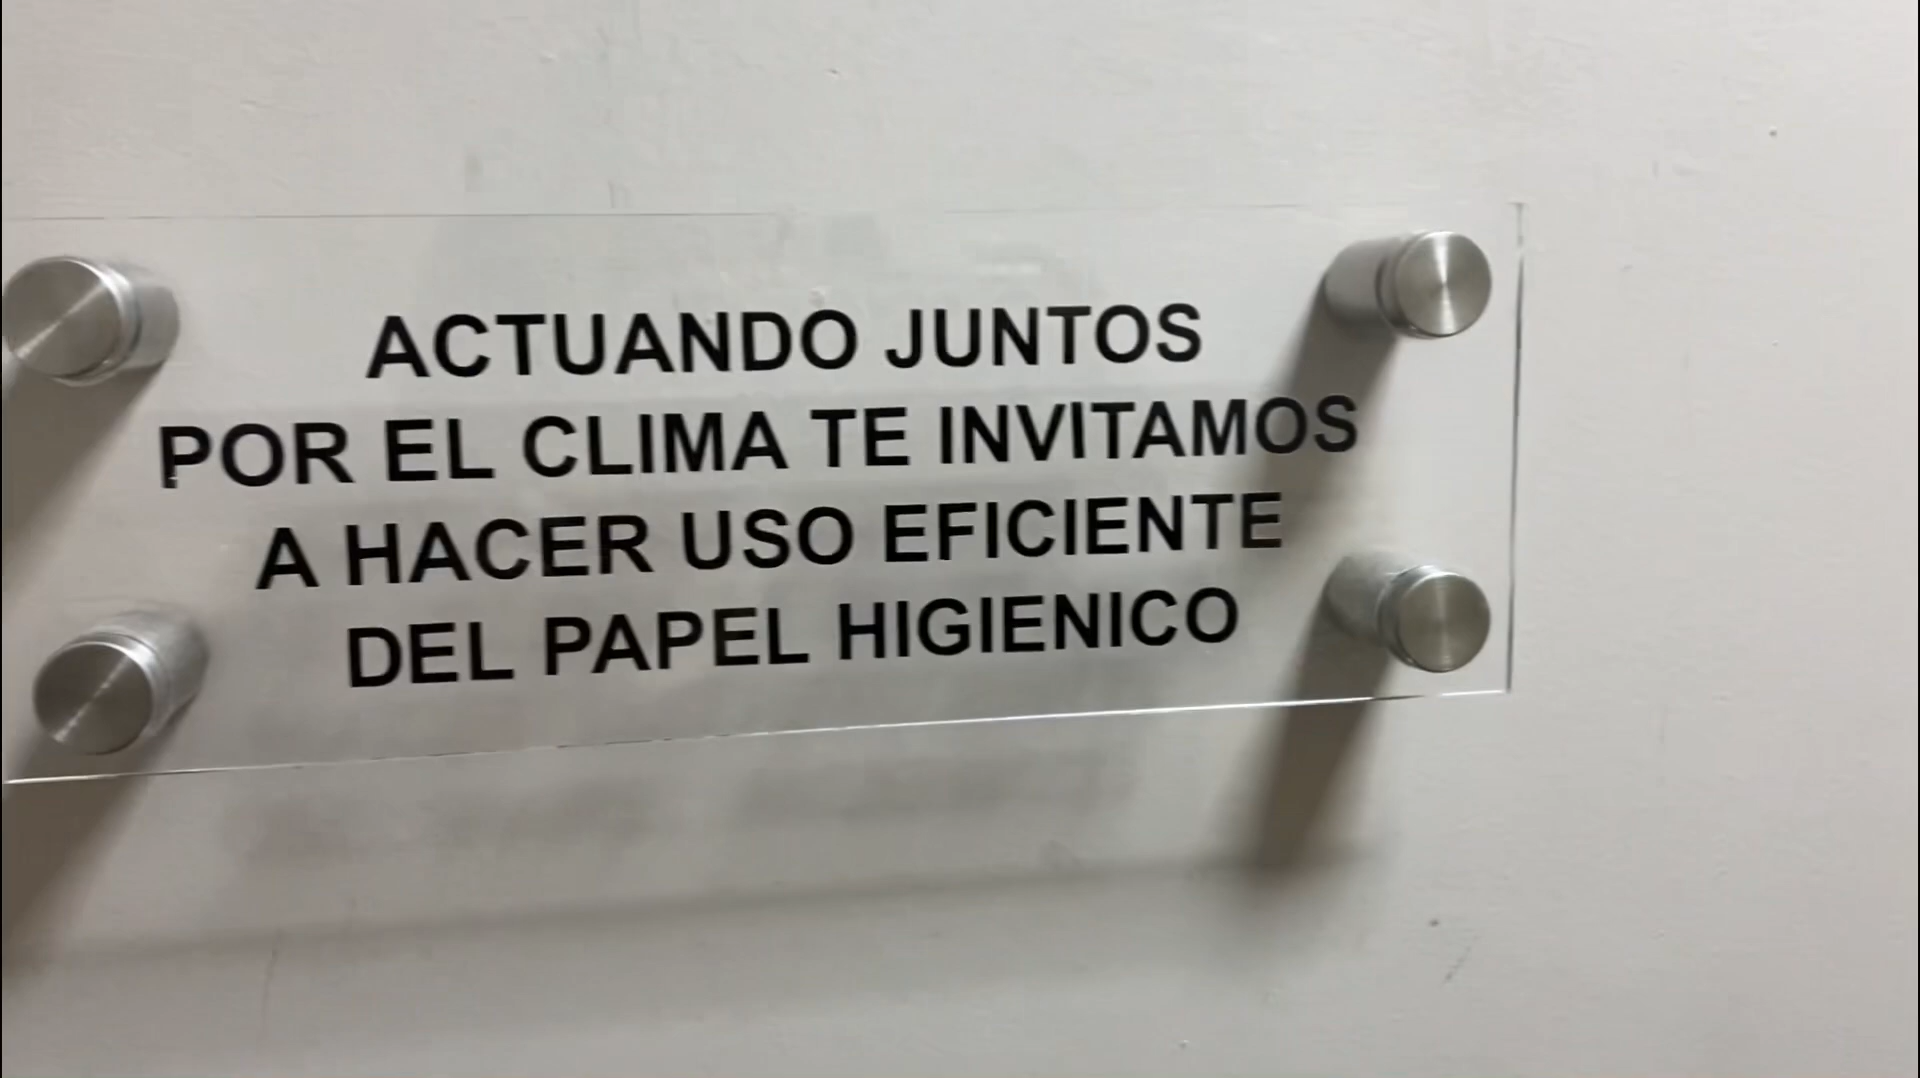 ACTUANDO JUNTOS
POR EL CLIMA TE INVITAMOS
A HACER USO EFICIENTE
DEL PAPEL HIGIENICO